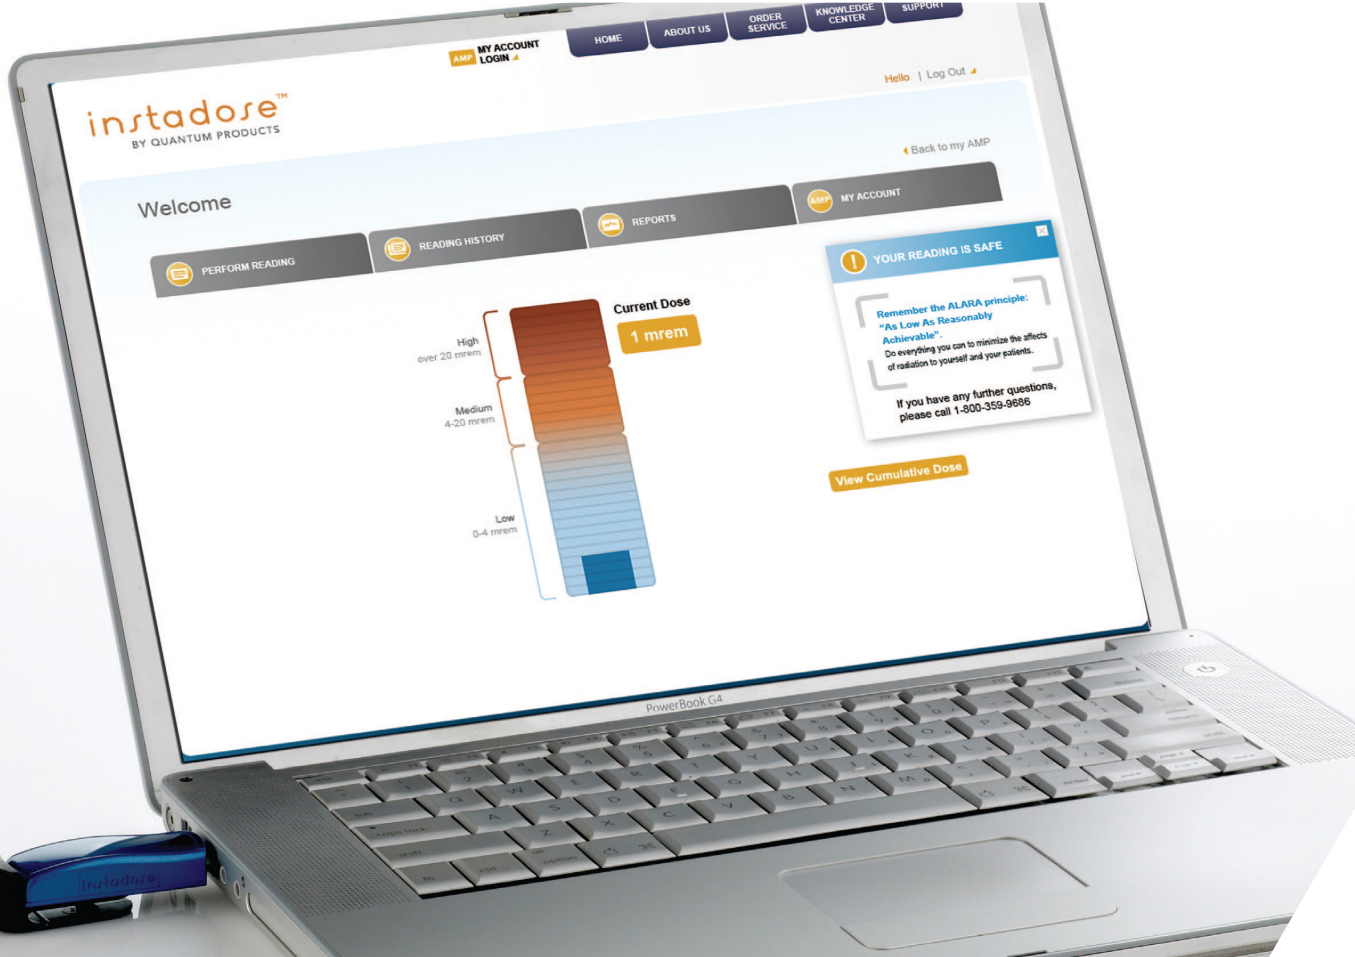 AMP MY ACCOUNT
LOGIN
HOME
ABOUT US
ORDER
SERVICE
KNOWLEDGE
CENTER
SUPPORT
instadose™
BY QUANTUM PRODUCTS
Hello | Log Out
Back to my AMP
Welcome
PERFORM READING
READING HISTORY
REPORTS
AMP MY ACCOUNT
High
over 20 mrem
Medium
4-20 mrem
Low
0-4 mrem
Current Dose
1 mrem
! YOUR READING IS SAFE
Remember the ALARA principle:
"As Low As Reasonably
Achievable".
Do everything you can to minimize the affects
of radiation to yourself and your patients.
If you have any further questions,
please call 1-800-359-9686
View Cumulative Dose
PowerBook G4
instadose